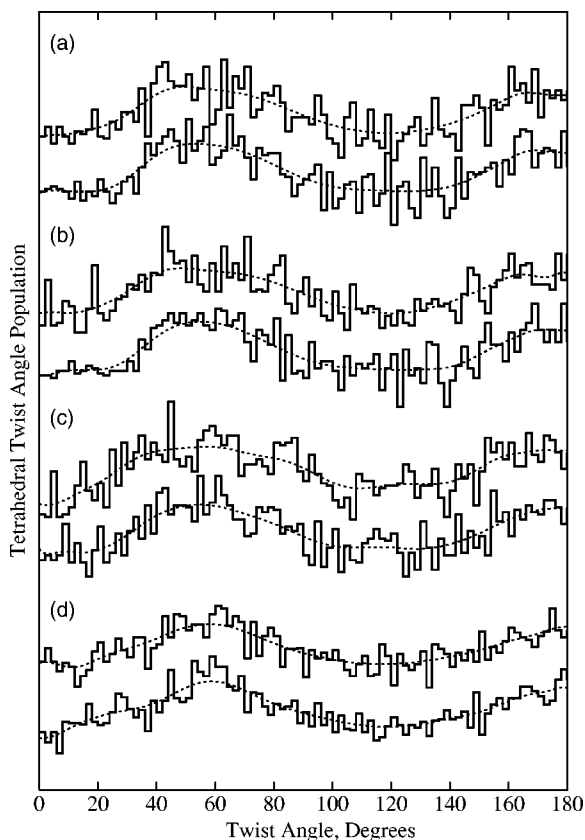 (a)
(b)
(c)
(d)
Tetrahedral Twist Angle Population
0 20 40 60 80 100 120 140 160 180
Twist Angle, Degrees